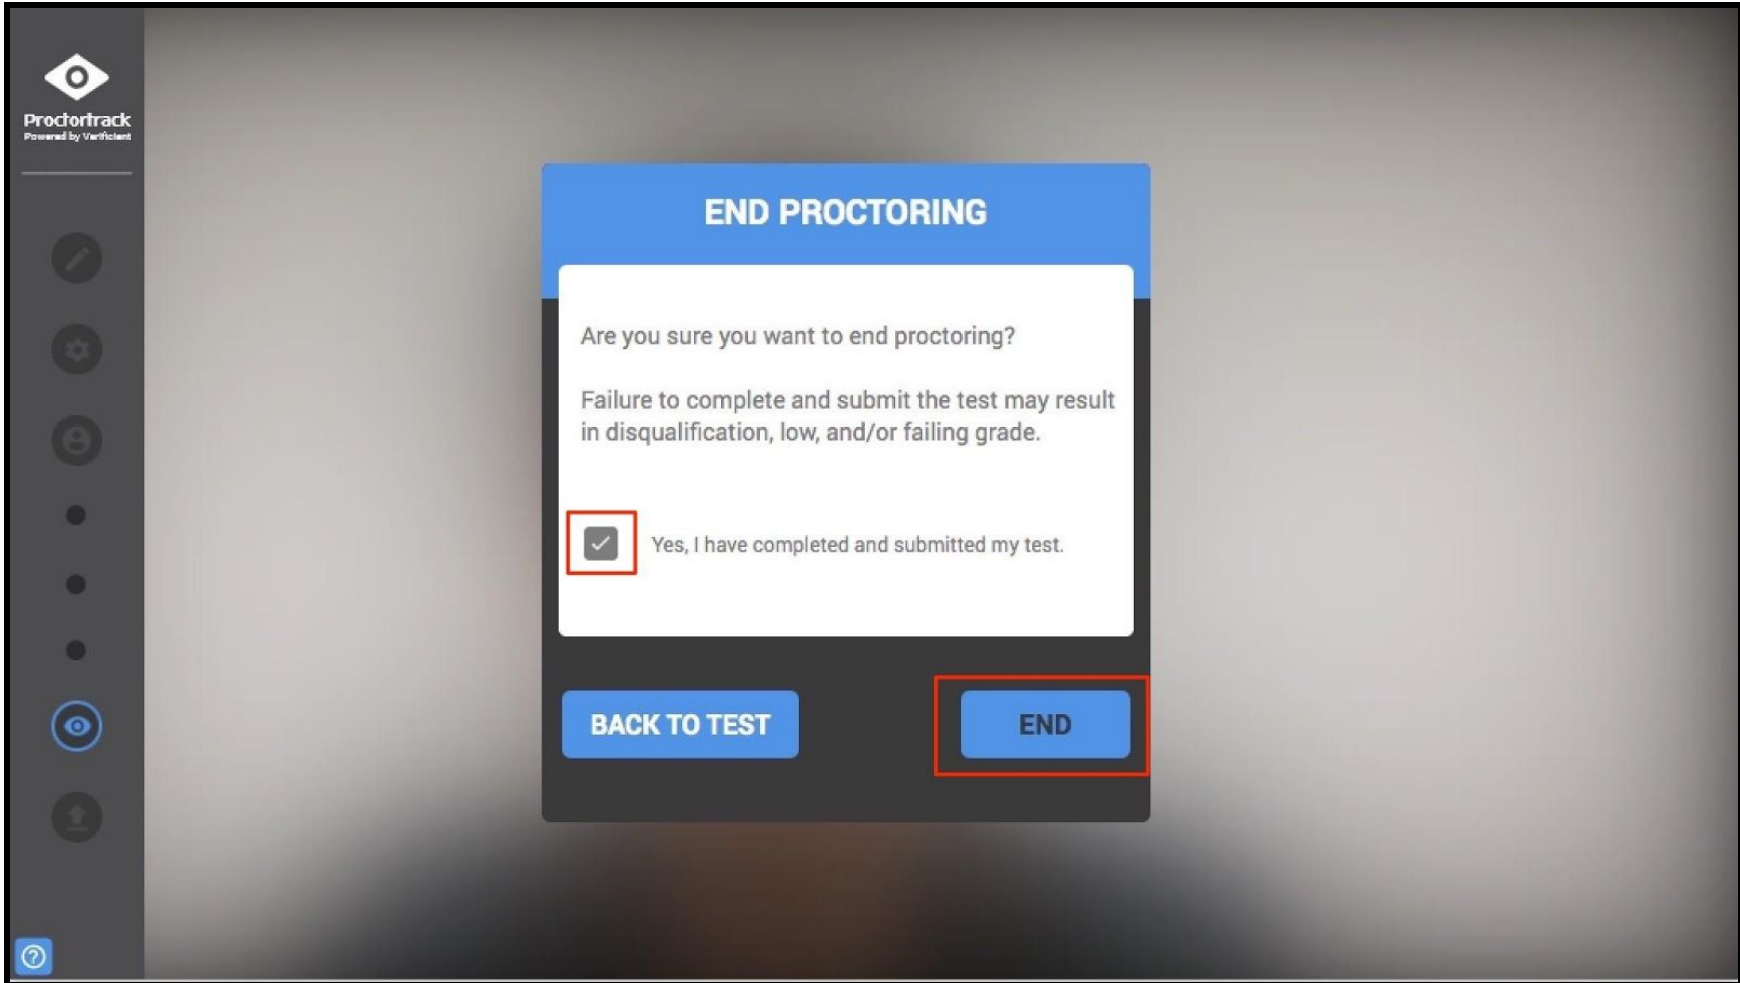 Proctortrack
Powered by Verificient
END PROCTORING
Are you sure you want to end proctoring?
Failure to complete and submit the test may result
in disqualification, low, and/or failing grade.
Yes, I have completed and submitted my test.
BACK TO TEST
END
?